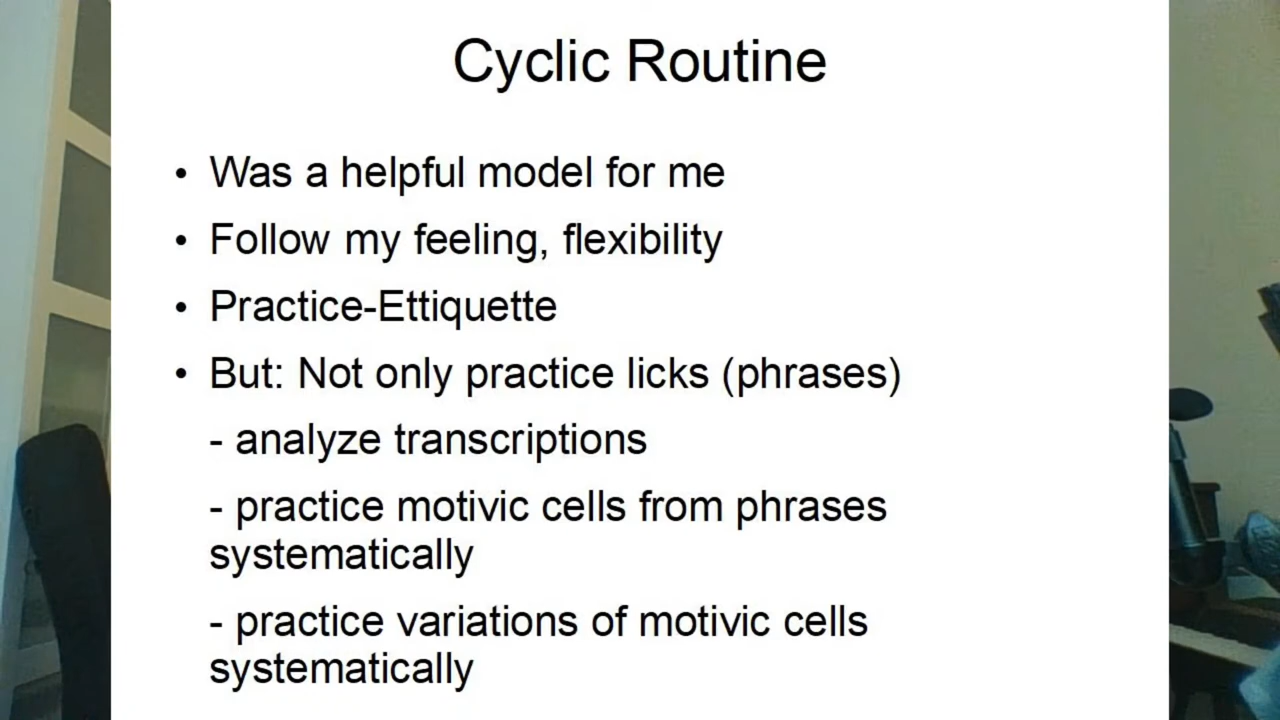 Cyclic Routine
• Was a helpful model for me
• Follow my feeling, flexibility
• Practice-Ettiquette
• But: Not only practice licks (phrases)
- analyze transcriptions
- practice motivic cells from phrases
systematically
- practice variations of motivic cells
systematically